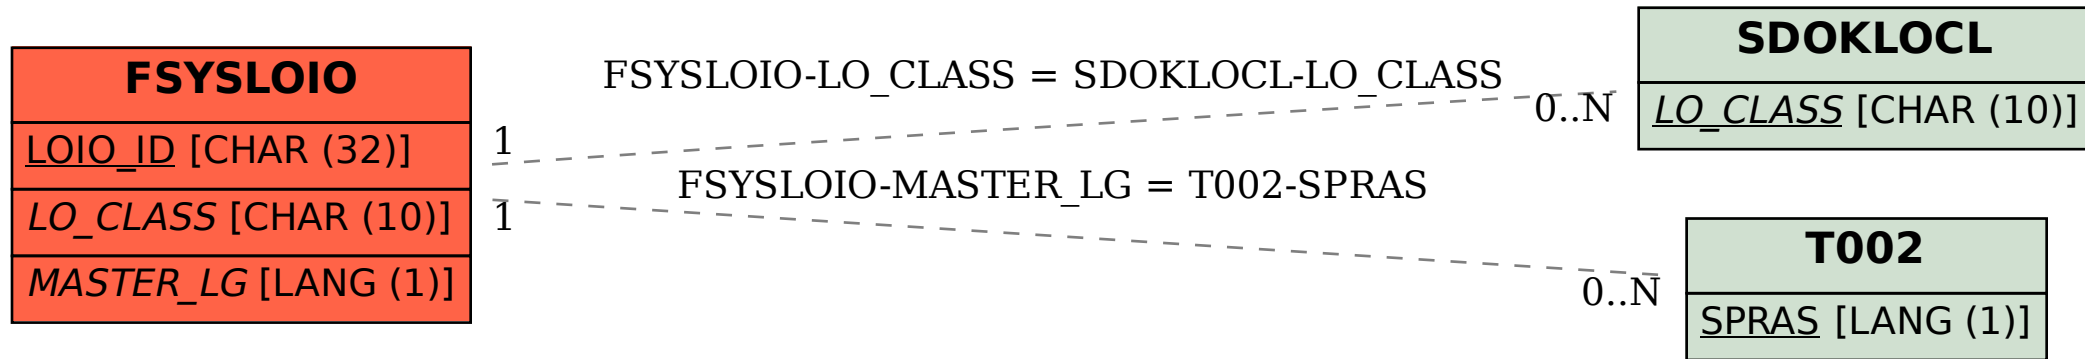 FSYSLOIO
LOIO_ID [CHAR (32)]
LO_CLASS [CHAR (10)]
MASTER_LG [LANG (1)]
FSYSLOIO-LO_CLASS = SDOKLOCL-LO_CLASS
1
0..N
FSYSLOIO-MASTER_LG = T002-SPRAS
1
0..N
SDOKLOCL
LO_CLASS [CHAR (10)]
T002
SPRAS [LANG (1)]